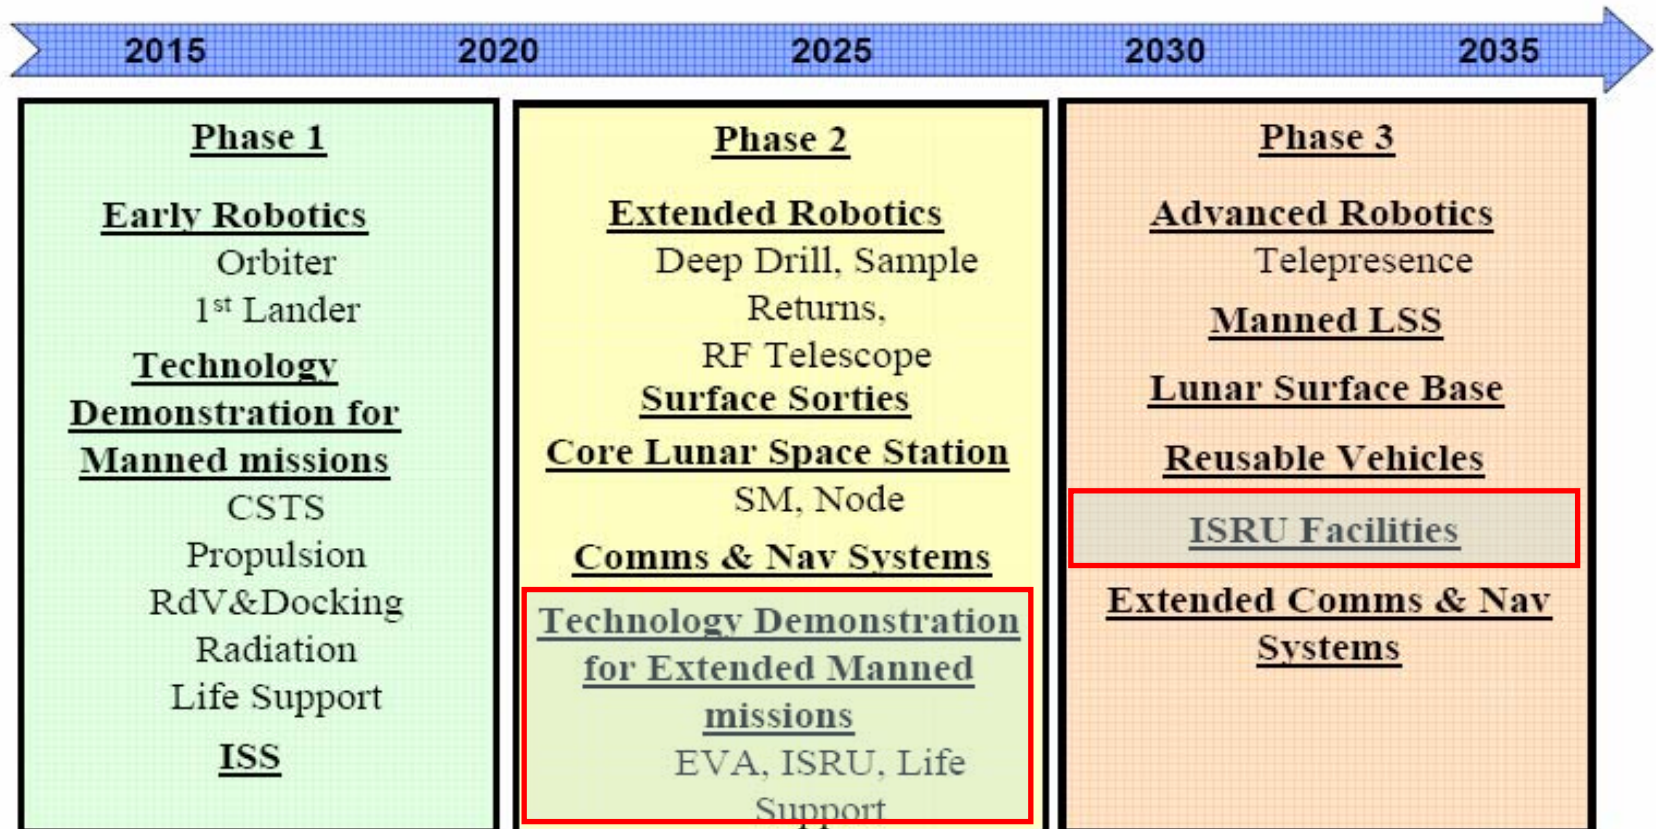 2015 2020 2025 2030 2035
Phase 1
Early Robotics
Orbiter
1st Lander
Technology
Demonstration for
Manned missions
CSTS
Propulsion
RdV&Docking
Radiation
Life Support
ISS
Phase 2
Extended Robotics
Deep Drill, Sample
Returns,
RF Telescope
Surface Sorties
Core Lunar Space Station
SM, Node
Comms & Nav Systems
Technology Demonstration
for Extended Manned
missions
EVA, ISRU, Life
Support
Phase 3
Advanced Robotics
Telepresence
Manned LSS
Lunar Surface Base
Reusable Vehicles
ISRU Facilities
Extended Comms & Nav
Systems